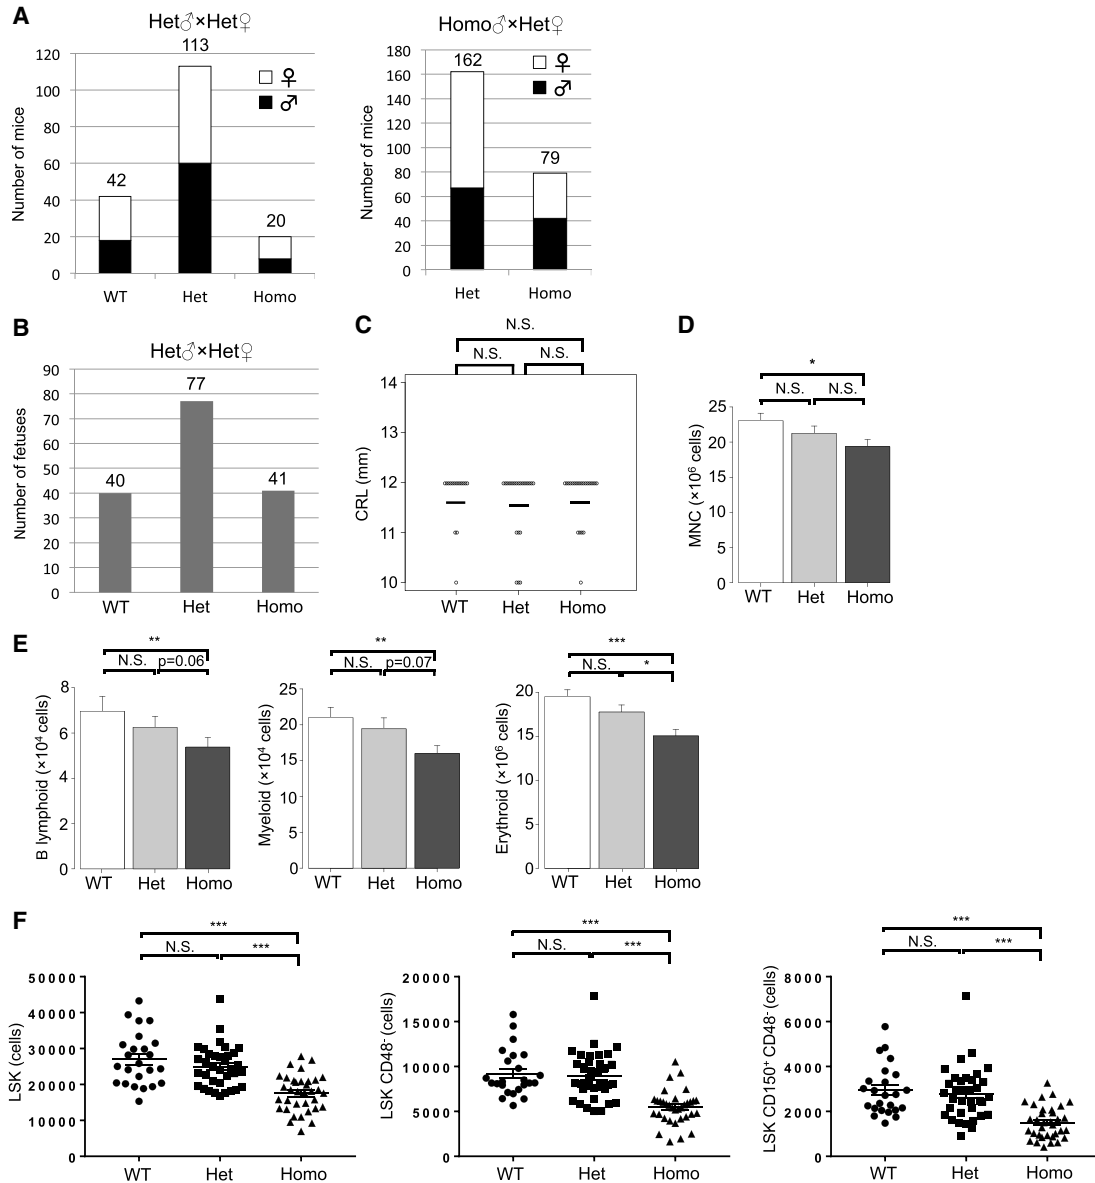 A
Het♂×Het♀
Number of mice
120
100
80
60
40
20
0
42
113
20
♀
♂
WT
Het
Homo
Homo♂×Het♀
Number of mice
180
160
140
120
100
80
60
40
20
0
162
79
♀
♂
Het
Homo
B
Het♂×Het♀
Number of fetuses
90
80
70
60
50
40
30
20
10
0
40
77
41
WT
Het
Homo
C
N.S.
N.S.
N.S.
CRL (mm)
14
13
12
11
10
WT
Het
Homo
D
*
N.S.
N.S.
MNC (×10⁶ cells)
25
20
15
10
5
0
WT
Het
Homo
E
**
N.S.
p=0.06
B lymphoid (×10⁴ cells)
8
6
4
2
0
WT
Het
Homo
**
N.S.
p=0.07
Myeloid (×10⁴ cells)
25
20
15
10
5
0
WT
Het
Homo
***
N.S.
*
Erythroid (×10⁶ cells)
20
15
10
5
0
WT
Het
Homo
F
***
N.S.
***
LSK (cells)
50000
40000
30000
20000
10000
0
WT
Het
Homo
***
N.S.
***
LSK CD48⁻ (cells)
20000
15000
10000
5000
0
WT
Het
Homo
***
N.S.
***
LSK CD150⁺ CD48⁻ (cells)
8000
6000
4000
2000
0
WT
Het
Homo